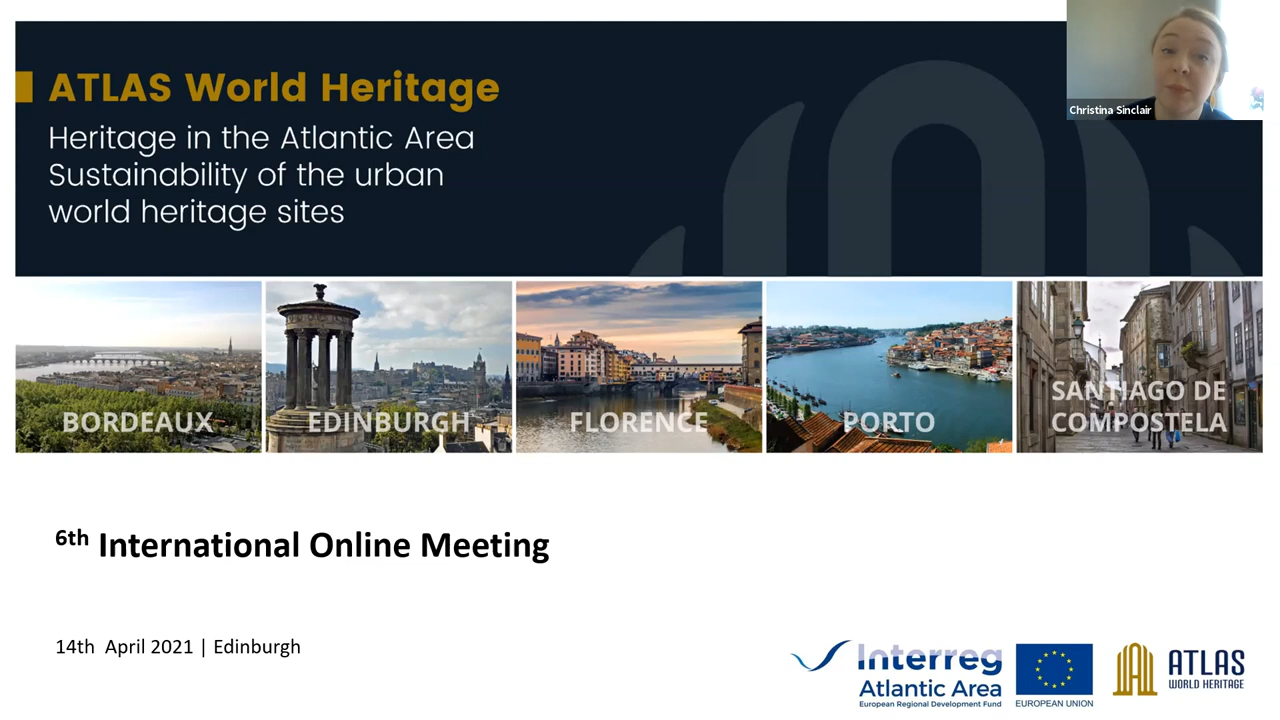 ATLAS World Heritage
Heritage in the Atlantic Area
Sustainability of the urban
world heritage sites
Christina Sinclair
BORDEAUX
EDINBURGH
FLORENCE
PORTO
SANTIAGO DE
COMPOSTELA
6th International Online Meeting
14th April 2021 | Edinburgh
Interreg
Atlantic Area
European Regional Development Fund
EUROPEAN UNION
ATLAS
WORLD HERITAGE